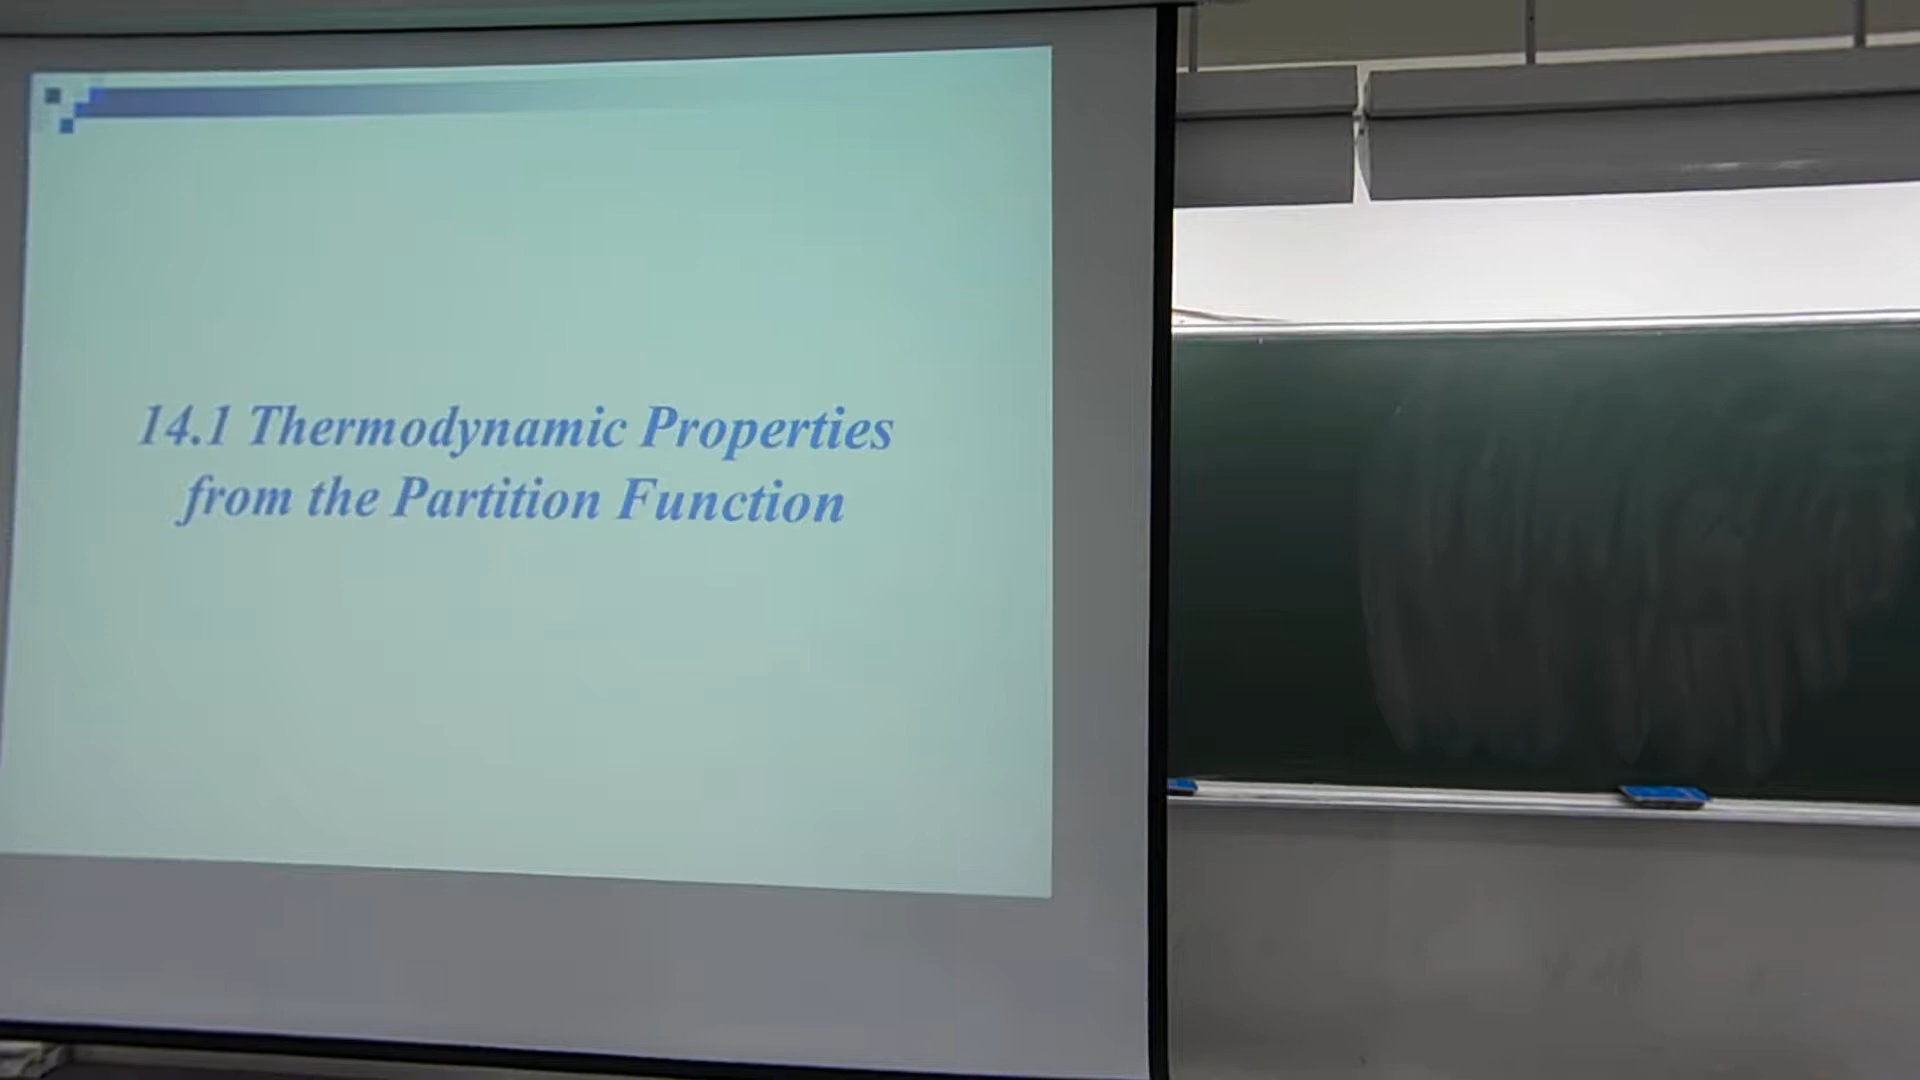 14.1 Thermodynamic Properties
from the Partition Function